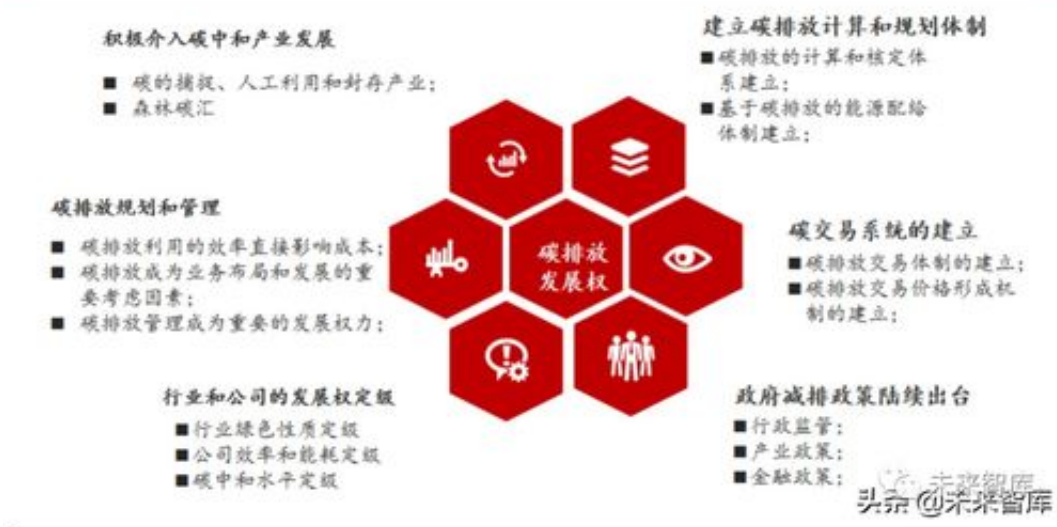 积极介入碳中和产业发展
■ 碳的捕捉、人工利用和封存产业；
■ 森林碳汇
建立碳排放计算和规划体制
■碳排放的计算和核定体
系建立；
■基于碳排放的能源配给
体制建立；
碳排放规划和管理
■ 碳排放利用的效率直接影响成本；
■ 碳排放成为业务布局和发展的重
要考虑因素；
■ 碳排放管理成为重要的发展权力；
碳排放
发展权
碳交易系统的建立
■碳排放交易体制的建立；
■碳排放交易价格形成机
制的建立；
行业和公司的发展权定级
■行业绿色性质定级
■公司效率和能耗定级
■碳中和水平定级
政府减排政策陆续出台
■行政监管；
■产业政策；
■金融政策；
未来智库
头条 @未来智库